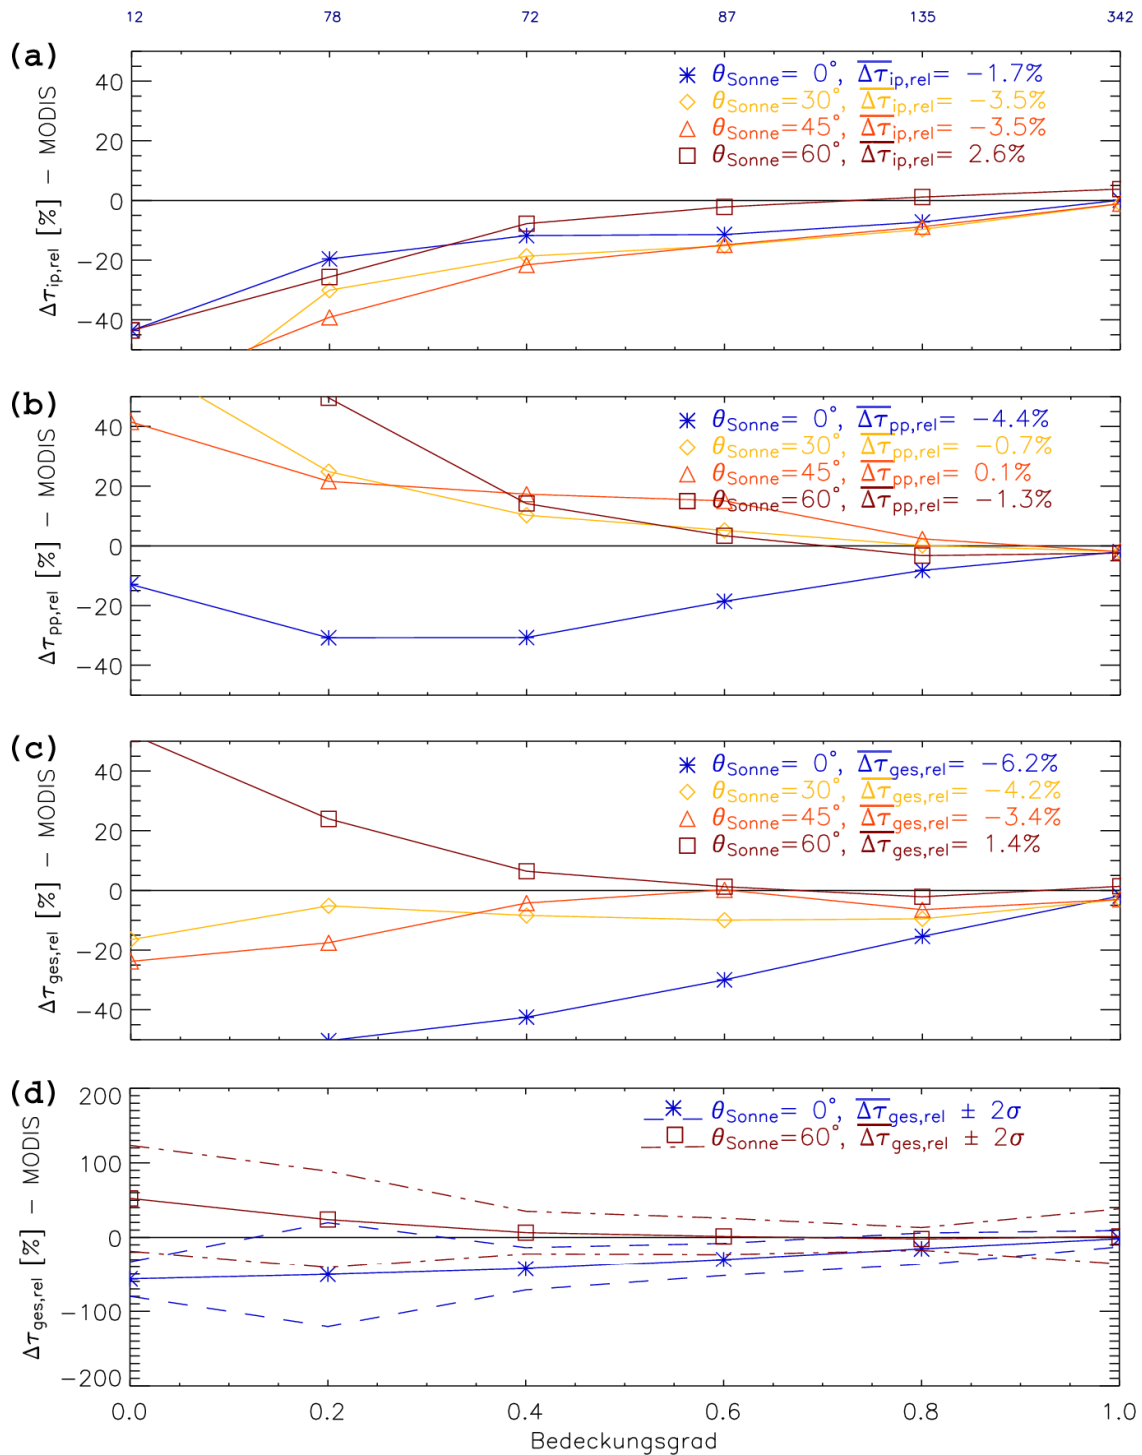 12 78 72 87 135 342
(a)
Δτip,rel [%] − MODIS
40
20
0
−20
−40
θSonne= 0°, Δτip,rel= −1.7%
θSonne=30°, Δτip,rel= −3.5%
θSonne=45°, Δτip,rel= −3.5%
θSonne=60°, Δτip,rel= 2.6%
(b)
Δτpp,rel [%] − MODIS
40
20
0
−20
−40
θSonne= 0°, Δτpp,rel= −4.4%
θSonne=30°, Δτpp,rel= −0.7%
θSonne=45°, Δτpp,rel= 0.1%
θSonne=60°, Δτpp,rel= −1.3%
(c)
Δτges,rel [%] − MODIS
40
20
0
−20
−40
θSonne= 0°, Δτges,rel= −6.2%
θSonne=30°, Δτges,rel= −4.2%
θSonne=45°, Δτges,rel= −3.4%
θSonne=60°, Δτges,rel= 1.4%
(d)
Δτges,rel [%] − MODIS
200
100
0
−100
−200
θSonne= 0°, Δτges,rel ± 2σ
θSonne=60°, Δτges,rel ± 2σ
0.0 0.2 0.4 0.6 0.8 1.0
Bedeckungsgrad